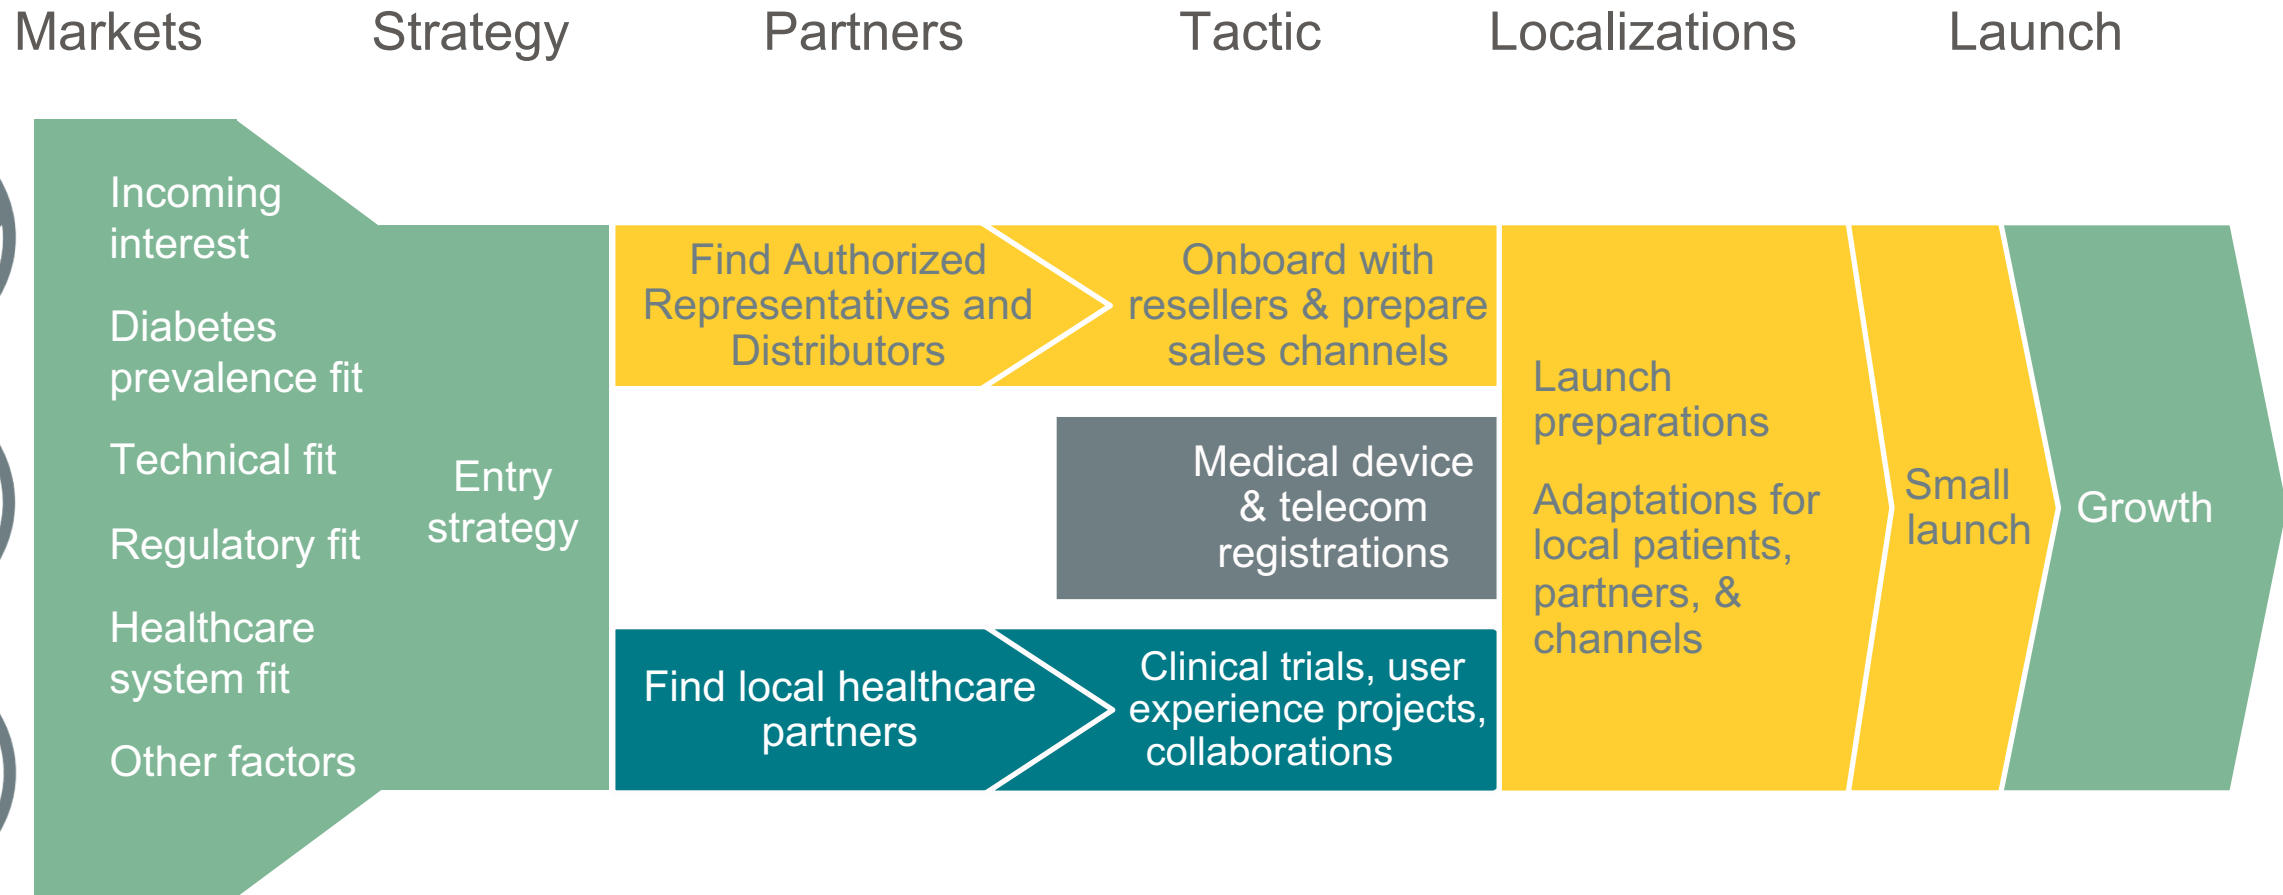 Markets
Strategy
Partners
Tactic
Localizations
Launch
Incoming
interest
Diabetes
prevalence fit
Technical fit
Regulatory fit
Healthcare
system fit
Other factors
Entry
strategy
Find Authorized
Representatives and
Distributors
Onboard with
resellers & prepare
sales channels
Medical device
& telecom
registrations
Find local healthcare
partners
Clinical trials, user
experience projects,
collaborations
Launch
preparations
Adaptations for
local patients,
partners, &
channels
Small
launch
Growth